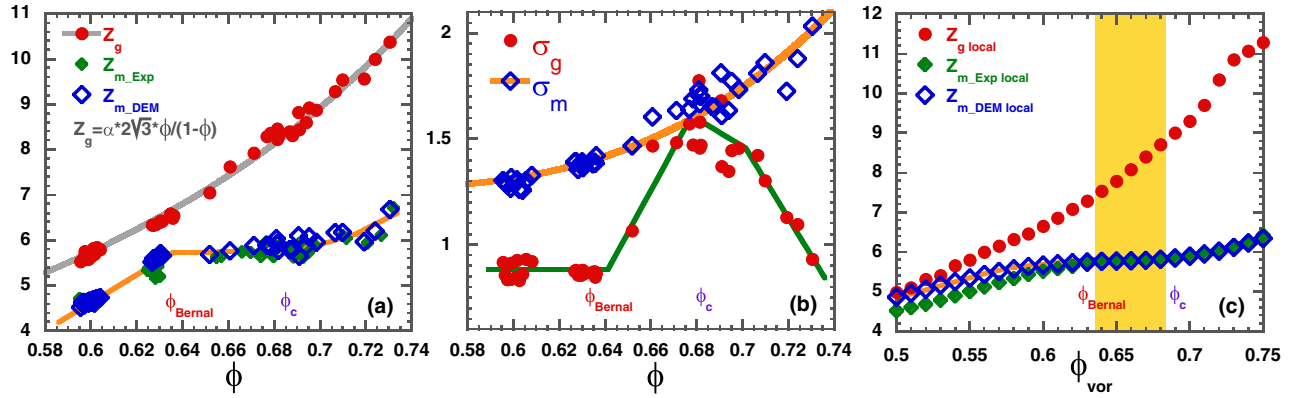 12
11
10
9
8
7
6
5
4
Z_g
Z_m_Exp
Z_m_DEM
Z_g=α*2√3*ϕ/(1-ϕ)
ϕ_Bernal
ϕ_c
(a)
0.58 0.6 0.62 0.64 0.66 0.68 0.7 0.72 0.74
ϕ
2
1.5
1
σ_g
σ_m
ϕ_Bernal
ϕ_c
(b)
0.6 0.62 0.64 0.66 0.68 0.7 0.72 0.74
ϕ
12
11
10
9
8
7
6
5
4
Z_g local
Z_m_Exp local
Z_m_DEM local
ϕ_Bernal
ϕ_c
(c)
0.5 0.55 0.6 0.65 0.7 0.75
ϕ_vor